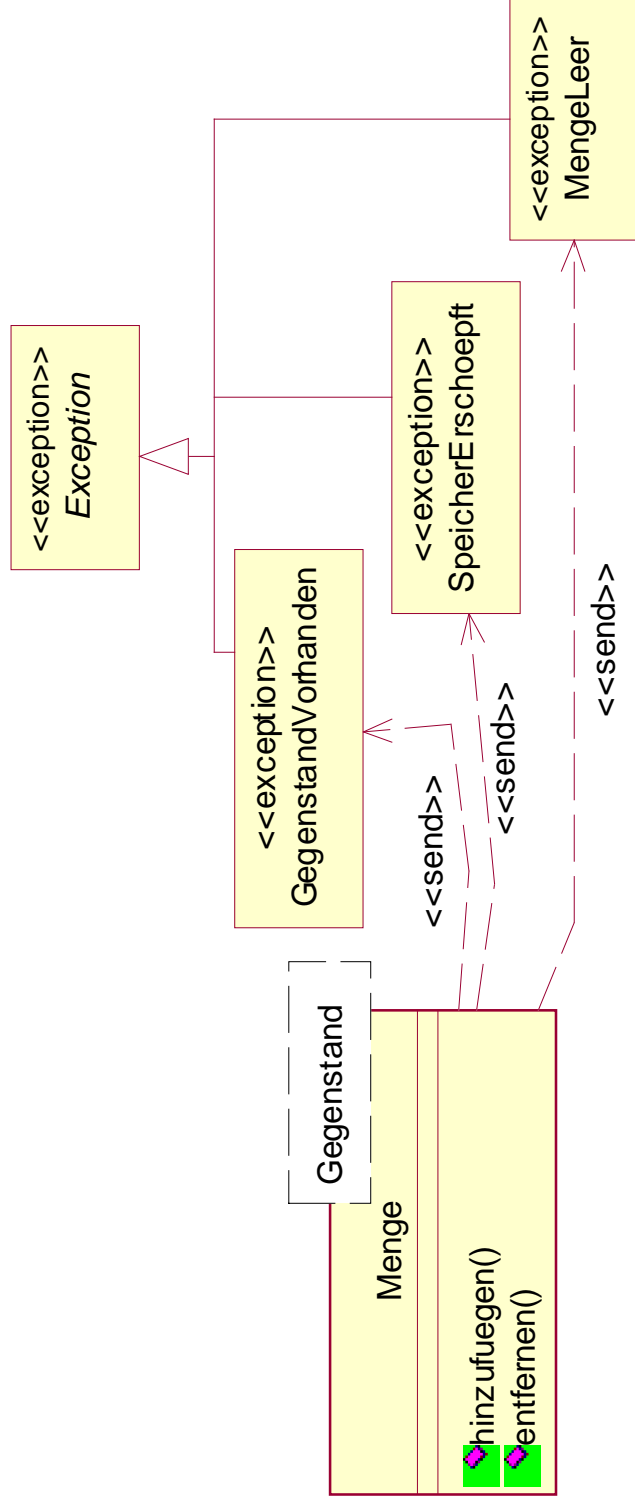 <<exception>>
Exception
<<exception>>
GegenstandVorhanden
<<exception>>
SpeicherErschoepft
<<exception>>
MengeLeer
Gegenstand
Menge
hinzufuegen()
entfernen()
<<send>>
<<send>>
<<send>>